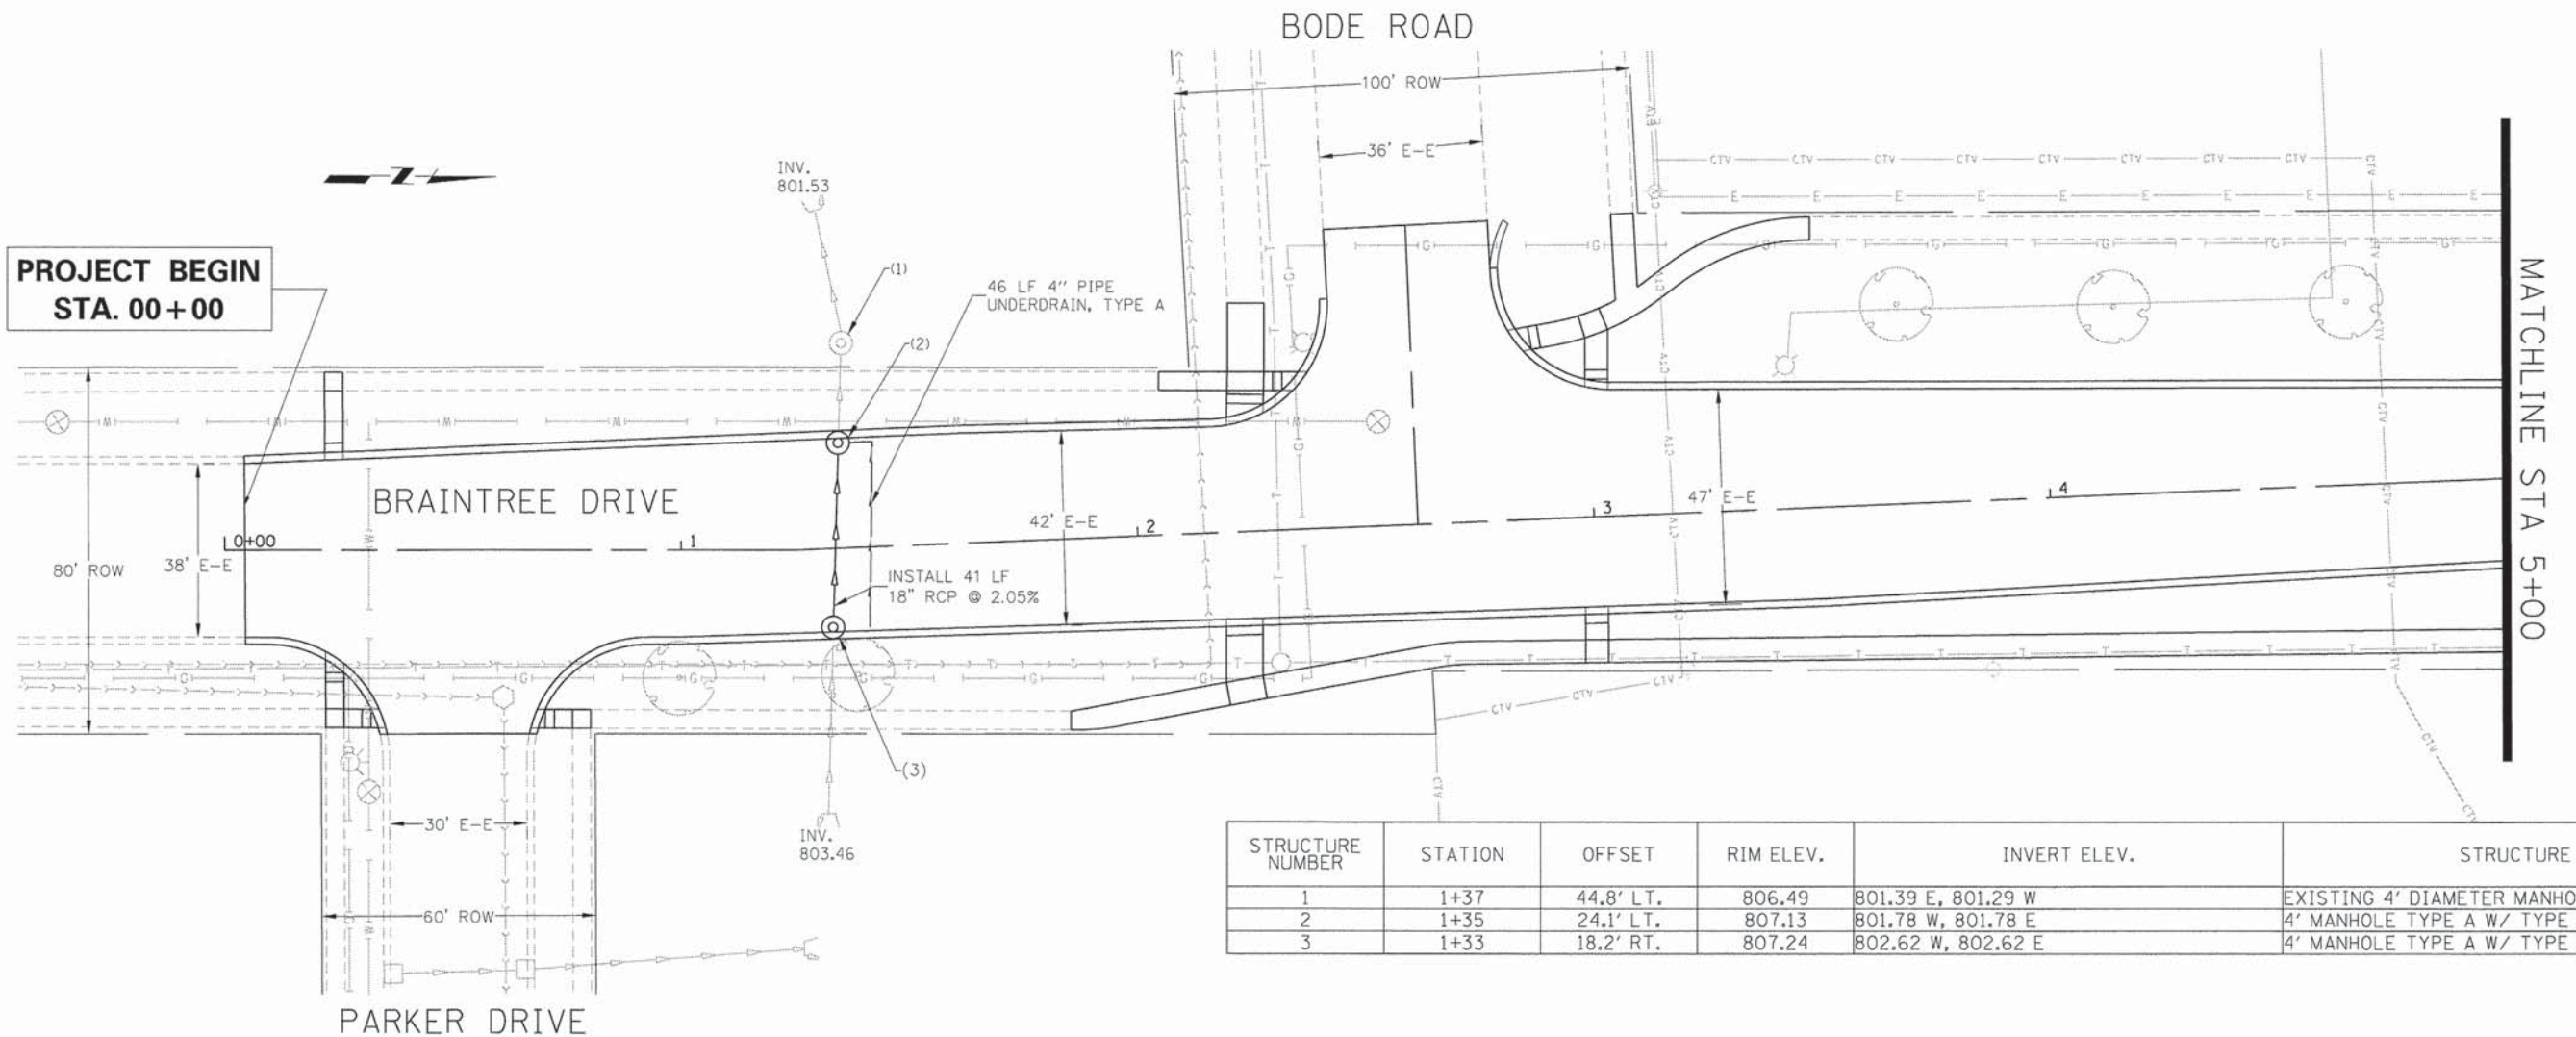 BODE ROAD
100' ROW
36' E-E
INV.
801.53
Z
PROJECT BEGIN
STA. 00+00
(1)
46 LF 4" PIPE
UNDERDRAIN, TYPE A
(2)
BRAINTREE DRIVE
0+00
1
2
3
4
80' ROW
38' E-E
42' E-E
47' E-E
INSTALL 41 LF
18" RCP @ 2.05%
(3)
INV.
803.46
30' E-E
60' ROW
PARKER DRIVE
MATCHLINE STA 5+00
STRUCTURE NUMBER STATION OFFSET RIM ELEV. INVERT ELEV. STRUCTURE
1 1+37 44.8' LT. 806.49 801.39 E, 801.29 W EXISTING 4' DIAMETER MANHO
2 1+35 24.1' LT. 807.13 801.78 W, 801.78 E 4' MANHOLE TYPE A W/ TYPE
3 1+33 18.2' RT. 807.24 802.62 W, 802.62 E 4' MANHOLE TYPE A W/ TYPE